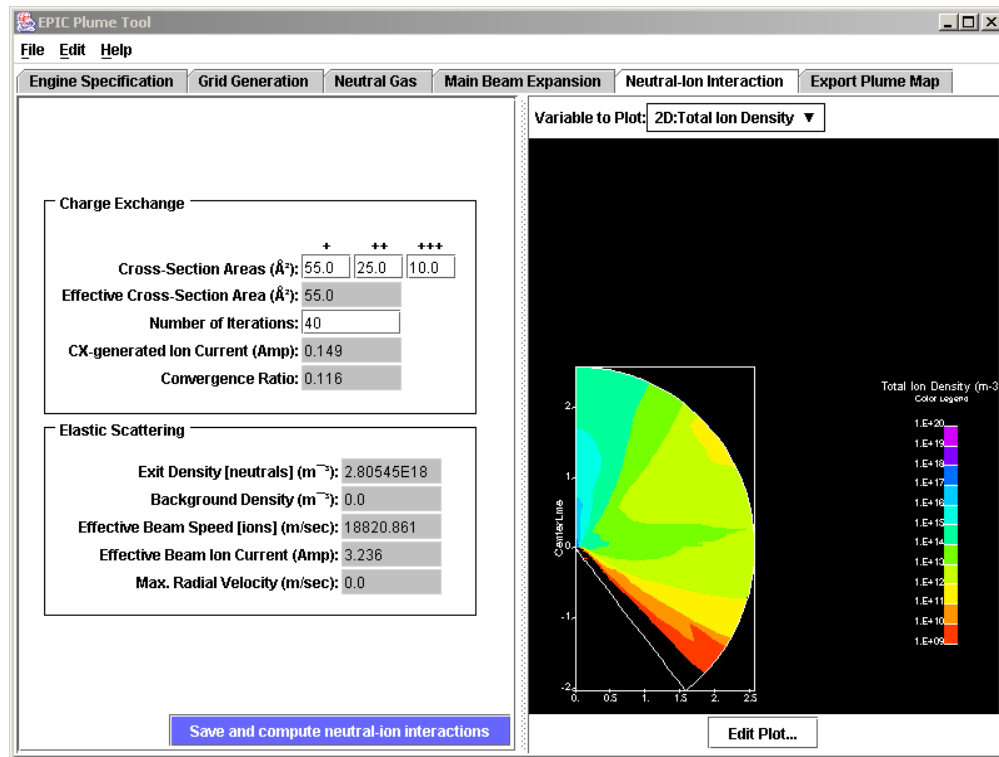 EPIC Plume Tool
File Edit Help
Engine Specification Grid Generation Neutral Gas Main Beam Expansion Neutral-Ion Interaction Export Plume Map
Variable to Plot: 2D:Total Ion Density ▼
Charge Exchange
+ ++ +++
Cross-Section Areas (Å²): 55.0 25.0 10.0
Effective Cross-Section Area (Å²): 55.0
Number of Iterations: 40
CX-generated Ion Current (Amp): 0.149
Convergence Ratio: 0.116
Elastic Scattering
Exit Density [neutrals] (m⁻³): 2.80545E18
Background Density (m⁻³): 0.0
Effective Beam Speed [ions] (m/sec): 18820.861
Effective Beam Ion Current (Amp): 3.236
Max. Radial Velocity (m/sec): 0.0
Save and compute neutral-ion interactions
Total Ion Density (m-3
Color Legend
1.E+20
1.E+19
1.E+18
1.E+17
1.E+16
1.E+15
1.E+14
1.E+13
1.E+12
1.E+11
1.E+10
1.E+09
CenterLine
2.
1.
0.
-1.
-2.
0. 0.5 1. 1.5 2. 2.5
Edit Plot...